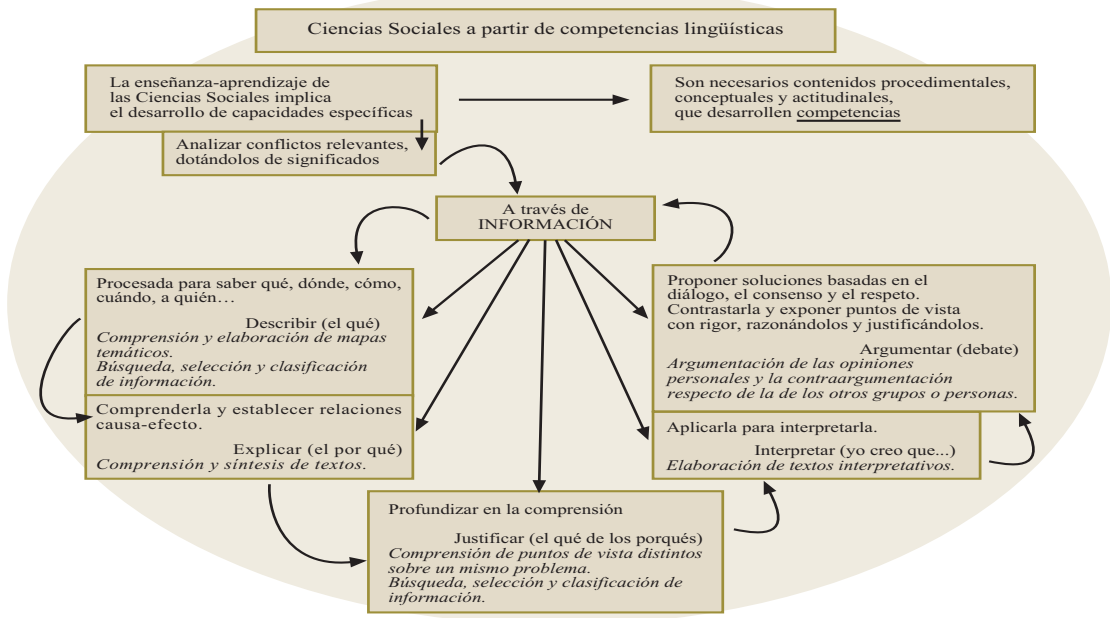 Ciencias Sociales a partir de competencias lingüísticas
La enseñanza-aprendizaje de
las Ciencias Sociales implica
el desarrollo de capacidades específicas
Son necesarios contenidos procedimentales,
conceptuales y actitudinales,
que desarrollen competencias
Analizar conflictos relevantes,
dotándolos de significados
A través de
INFORMACIÓN
Procesada para saber qué, dónde, cómo,
cuándo, a quién…
Describir (el qué)
Comprensión y elaboración de mapas
temáticos.
Búsqueda, selección y clasificación
de información.
Comprenderla y establecer relaciones
causa-efecto.
Explicar (el por qué)
Comprensión y síntesis de textos.
Profundizar en la comprensión
Justificar (el qué de los porqués)
Comprensión de puntos de vista distintos
sobre un mismo problema.
Búsqueda, selección y clasificación de
información.
Aplicarla para interpretarla.
Interpretar (yo creo que...)
Elaboración de textos interpretativos.
Proponer soluciones basadas en el
diálogo, el consenso y el respeto.
Contrastarla y exponer puntos de vista
con rigor, razonándolos y justificándolos.
Argumentar (debate)
Argumentación de las opiniones
personales y la contraargumentación
respecto de la de los otros grupos o personas.